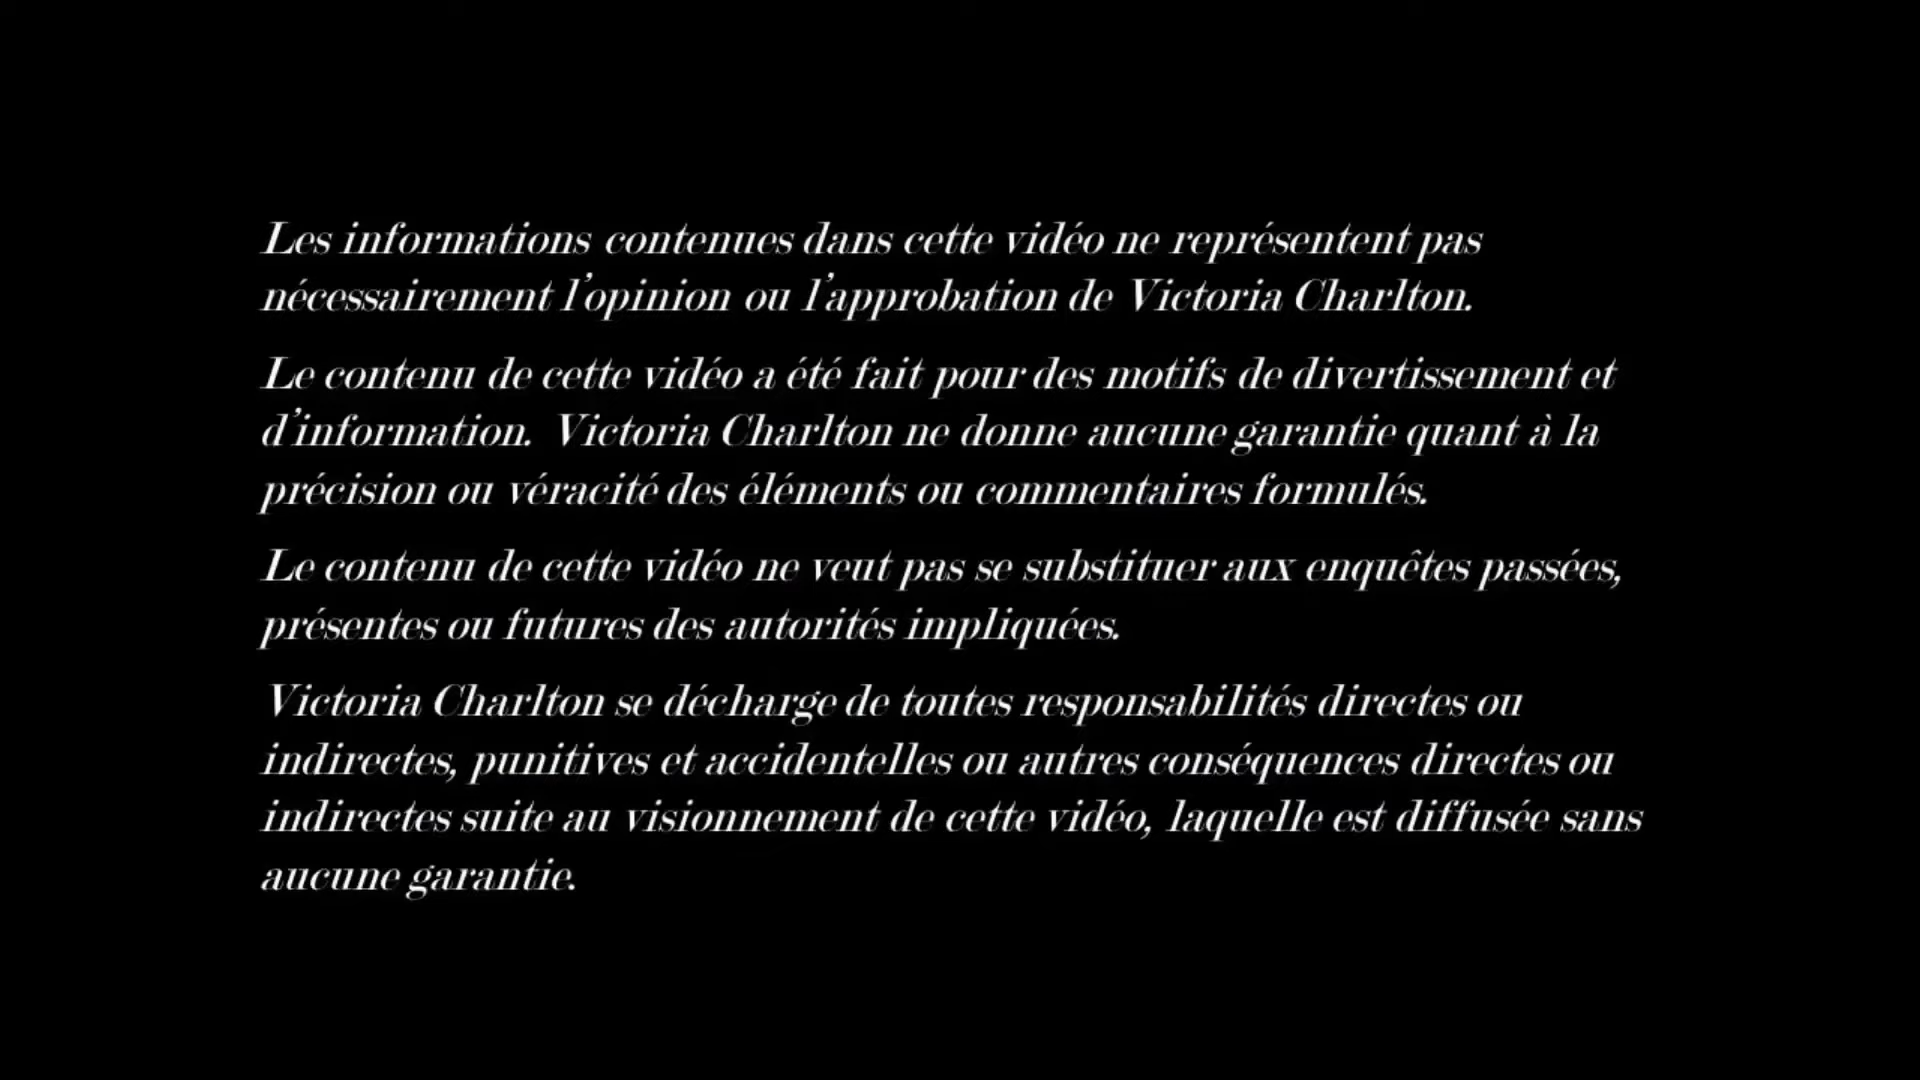 Les informations contenues dans cette vidéo ne représentent pas
nécessairement l’opinion ou l’approbation de Victoria Charlton.
Le contenu de cette vidéo a été fait pour des motifs de divertissement et
d’information.  Victoria Charlton ne donne aucune garantie quant à la
précision ou véracité des éléments ou commentaires formulés.
Le contenu de cette vidéo ne veut pas se substituer aux enquêtes passées,
présentes ou futures des autorités impliquées.
Victoria Charlton se décharge de toutes responsabilités directes ou
indirectes, punitives et accidentelles ou autres conséquences directes ou
indirectes suite au visionnement de cette vidéo, laquelle est diffusée sans
aucune garantie.